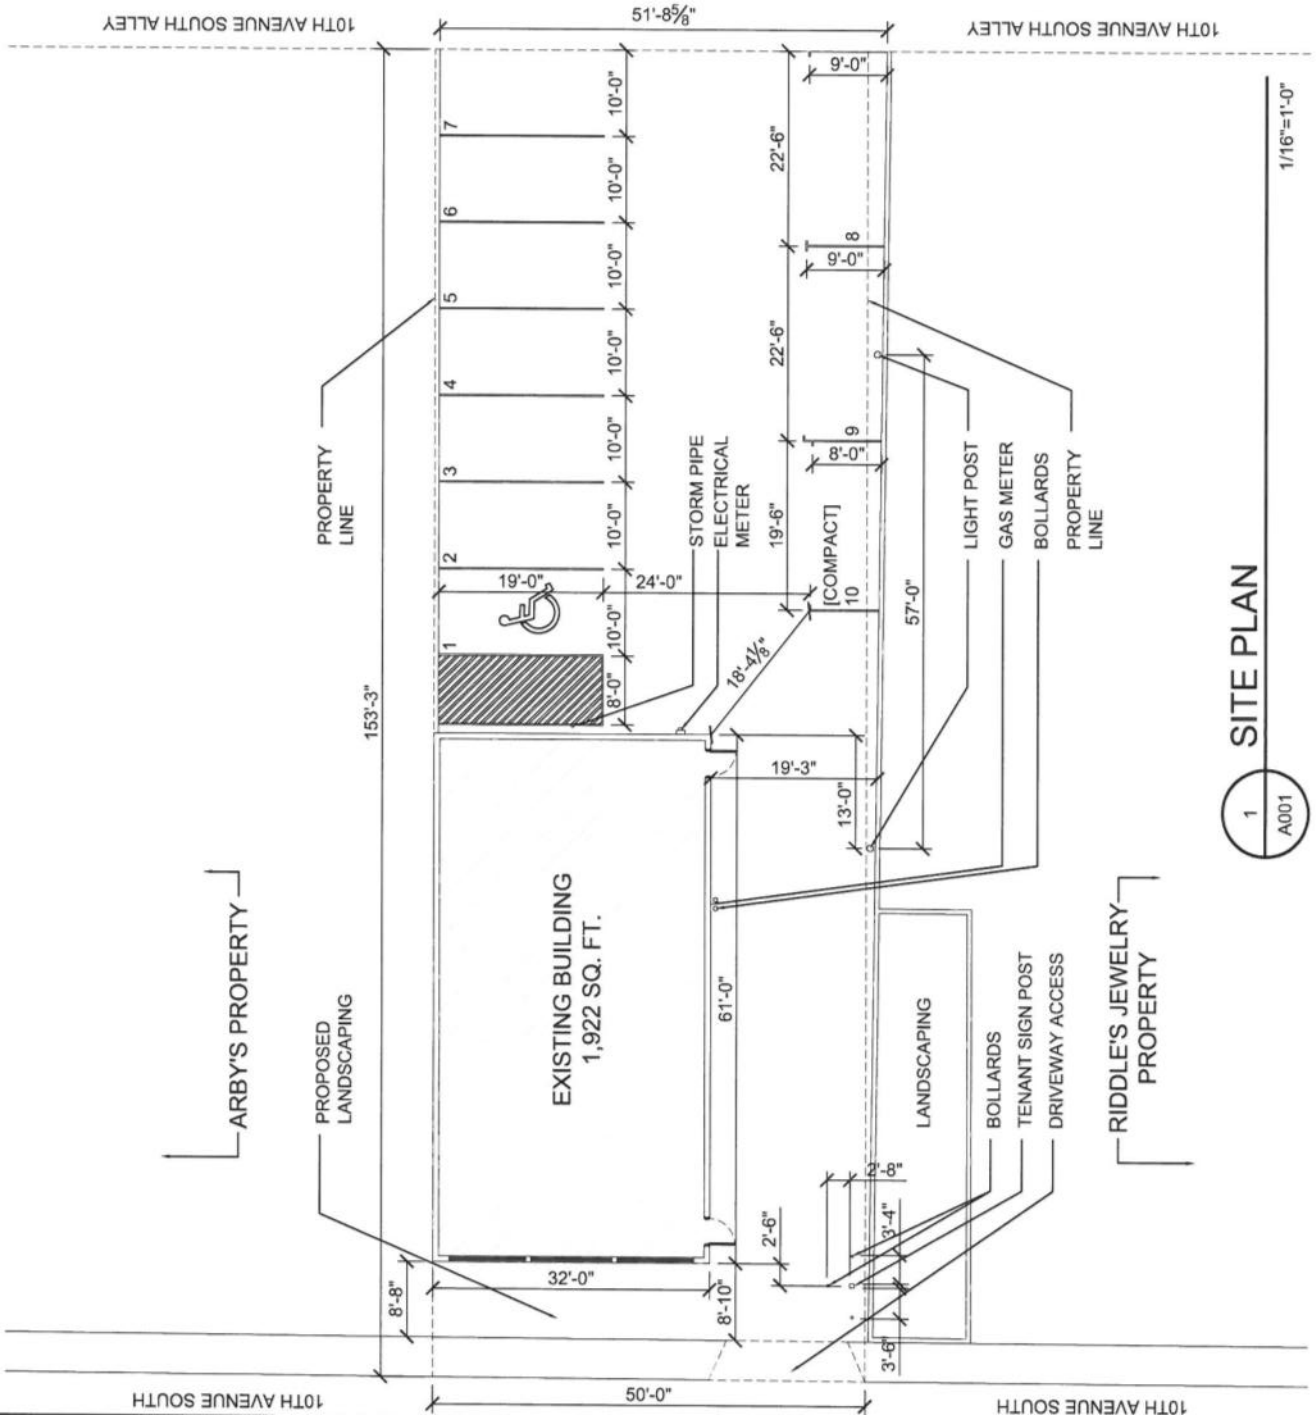 10TH AVENUE SOUTH ALLEY
51'-8⅝"
10TH AVENUE SOUTH ALLEY
153'-3"
7
6
5
4
3
2
1
10'-0"
10'-0"
10'-0"
10'-0"
10'-0"
10'-0"
10'-0"
8'-0"
9'-0"
22'-6"
8
9'-0"
22'-6"
9
8'-0"
19'-6"
[COMPACT]
10
PROPERTY
LINE
19'-0"
24'-0"
STORM PIPE
ELECTRICAL
METER
18'-4⅛"
LIGHT POST
GAS METER
BOLLARDS
PROPERTY
LINE
57'-0"
19'-3"
13'-0"
EXISTING BUILDING
1,922 SQ. FT.
61'-0"
ARBY'S PROPERTY
PROPOSED
LANDSCAPING
LANDSCAPING
BOLLARDS
TENANT SIGN POST
DRIVEWAY ACCESS
RIDDLE'S JEWELRY
PROPERTY
2'-8"
3'-4"
2'-6"
3'-6"
32'-0"
8'-8"
8'-10"
50'-0"
10TH AVENUE SOUTH
10TH AVENUE SOUTH
1
A001
SITE PLAN
1/16"=1'-0"